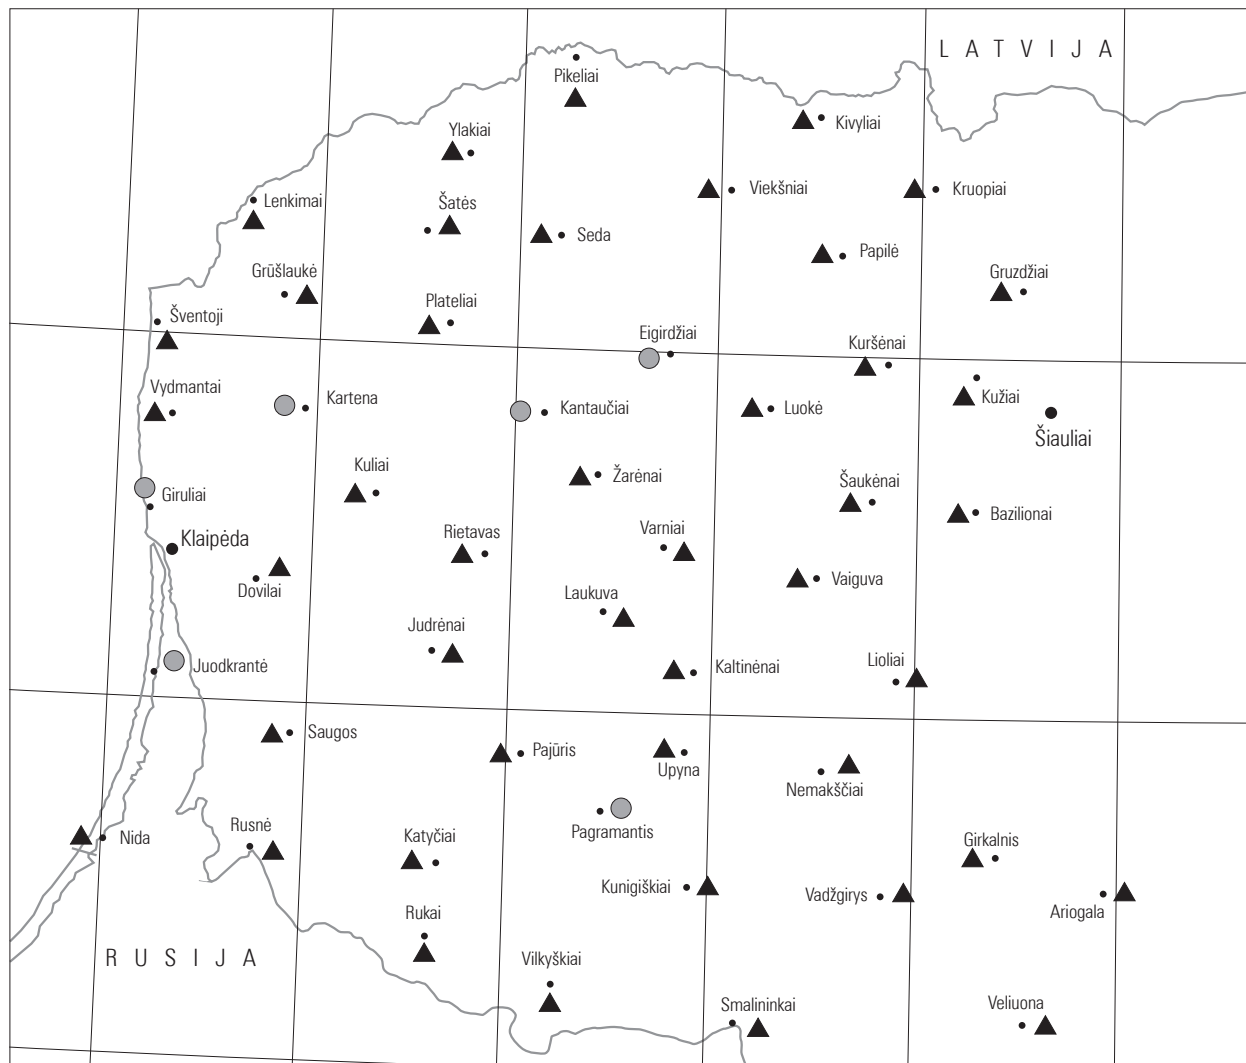 LATVIJA
Pikeliai
Kivyliai
Ylakiai
Viekšniai
Kruopiai
Lenkimai
Šatės
Seda
Papilė
Grūšlaukė
Gruzdžiai
Plateliai
Šventoji
Eigirdžiai
Kuršėnai
Vydmantai
Kartena
Kantaučiai
Luokė
Kužiai
Šiauliai
Kuliai
Žarėnai
Šaukėnai
Giruliai
Bazilionai
Klaipėda
Rietavas
Varniai
Dovilai
Laukuva
Vaiguva
Judrėnai
Juodkrantė
Kaltinėnai
Lioliai
Saugos
Pajūris
Upyna
Nemakščiai
Nida
Rusnė
Katyčiai
Pagramantis
Girkalnis
Kunigiškiai
Vadžgirys
Ariogala
Rukai
RUSIJA
Vilkyškiai
Smalininkai
Veliuona